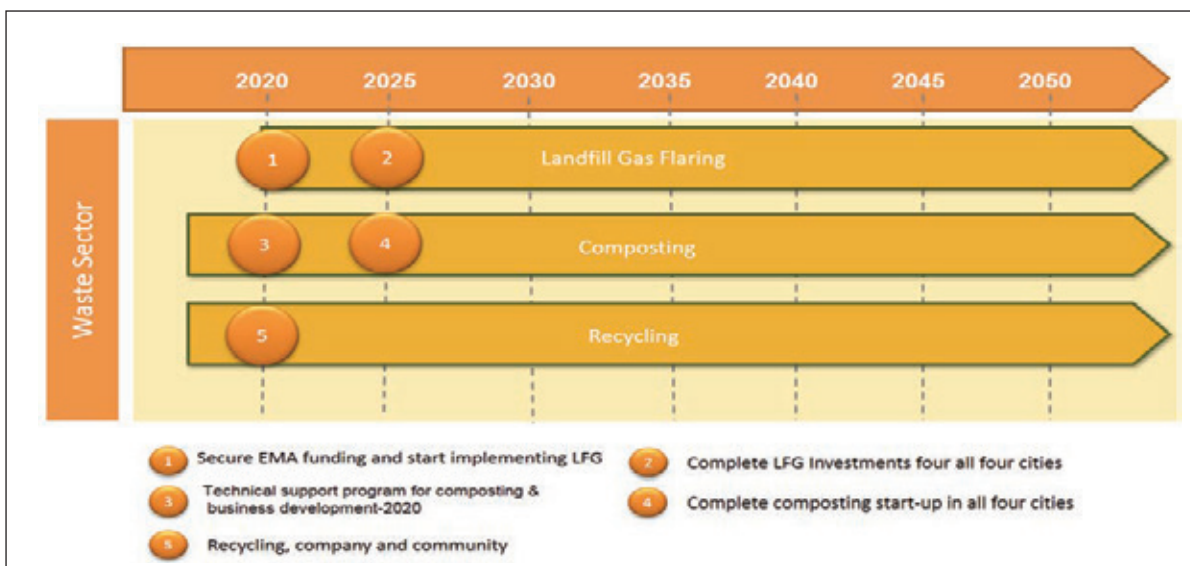 2020 2025 2030 2035 2040 2045 2050
Waste Sector
1 2 Landfill Gas Flaring
3 4 Composting
5 Recycling
1 Secure EMA funding and start implementing LFG
2 Complete LFG Investments four all four cities
3 Technical support program for composting &
business development-2020
4 Complete composting start-up in all four cities
5 Recycling, company and community